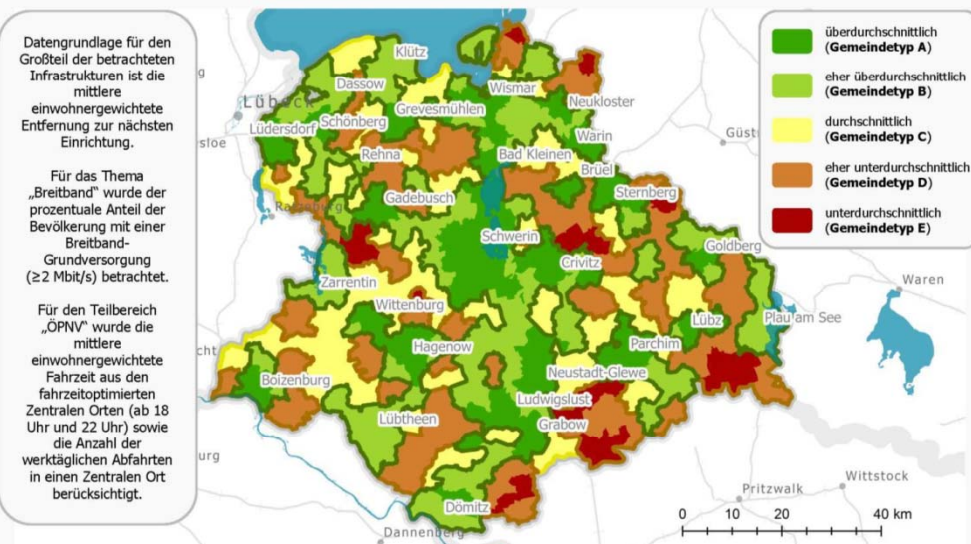 Datengrundlage für den
Großteil der betrachteten
Infrastrukturen ist die
mittlere
einwohnergewichtete
Entfernung zur nächsten
Einrichtung.
Für das Thema
„Breitband“ wurde der
prozentuale Anteil der
Bevölkerung mit einer
Breitband-
Grundversorgung
(≥2 Mbit/s) betrachtet.
Für den Teilbereich
„ÖPNV“ wurde die
mittlere
einwohnergewichtete
Fahrzeit aus den
fahrzeitoptimierten
Zentralen Orten (ab 18
Uhr und 22 Uhr) sowie
die Anzahl der
werktäglichen Abfahrten
in einen Zentralen Ort
berücksichtigt.
überdurchschnittlich
(Gemeindetyp A)
eher überdurchschnittlich
(Gemeindetyp B)
durchschnittlich
(Gemeindetyp C)
eher unterdurchschnittlich
(Gemeindetyp D)
unterdurchschnittlich
(Gemeindetyp E)
Klütz
Dassow
Wismar
Lübeck
Grevesmühlen
Neukloster
Schönberg
Lüdersdorf
Warin
Rehna
Bad Kleinen
Brüel
Gadebusch
Sternberg
Schwerin
Goldberg
Crivitz
Zarrentin
Waren
Wittenburg
Lübz
Plau am See
Hagenow
Parchim
Boizenburg
Neustadt-Glewe
Ludwigslust
Lübtheen
Grabow
Wittstock
Pritzwalk
Dömitz
Dannenberg
0 10 20 40 km